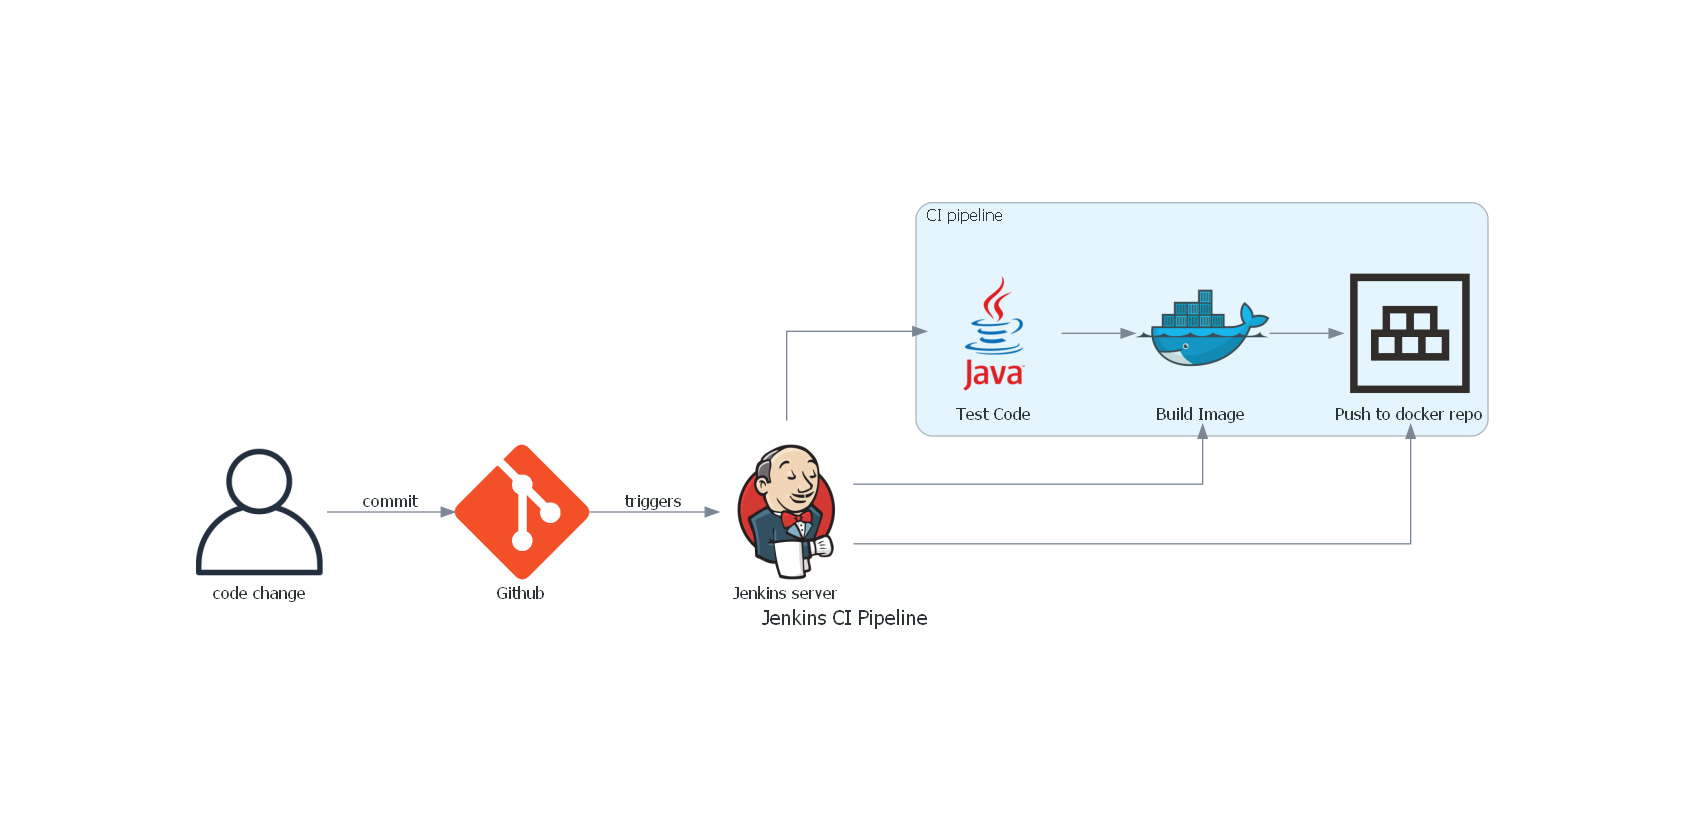 CI pipeline
Java
Test Code
Build Image
Push to docker repo
commit
triggers
code change
Github
Jenkins server
Jenkins CI Pipeline